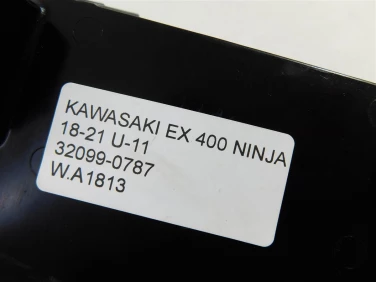 KAWASAKI EX 400 NINJA
18-21 U-11
32099-0787
W.A1813